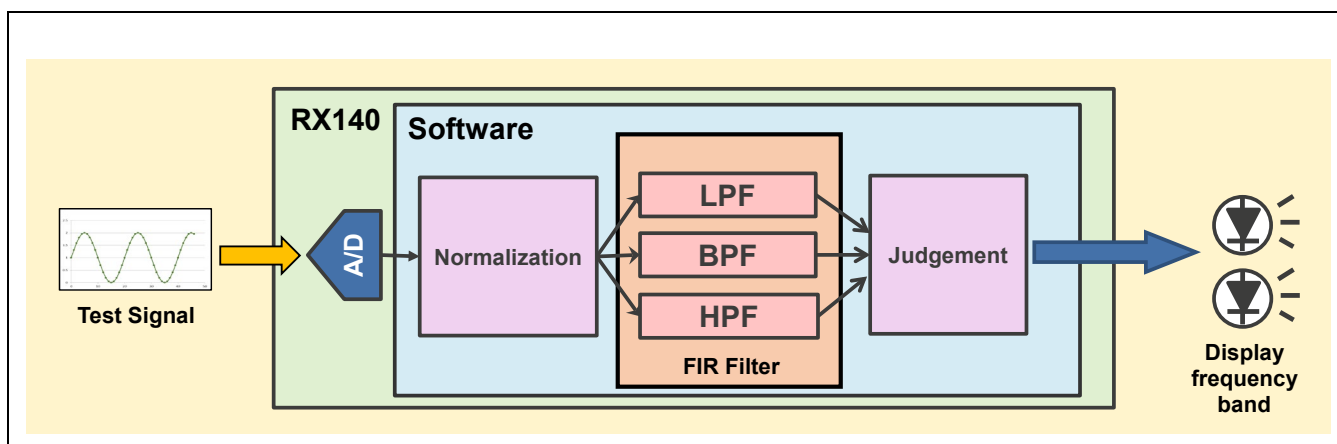 RX140
Software
A/D
Normalization
LPF
BPF
HPF
FIR Filter
Judgement
Test Signal
Display
frequency
band